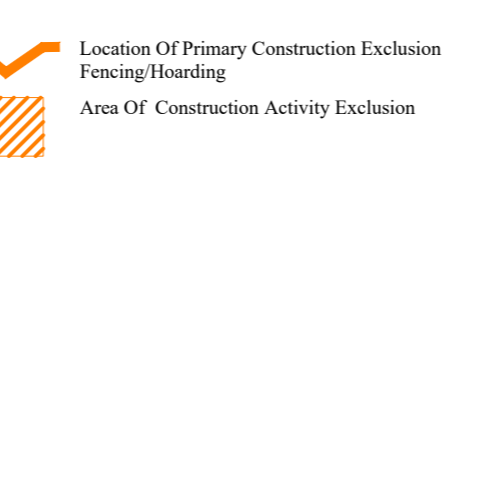 Location Of Primary Construction Exclusion
Fencing/Hoarding
Area Of  Construction Activity Exclusion